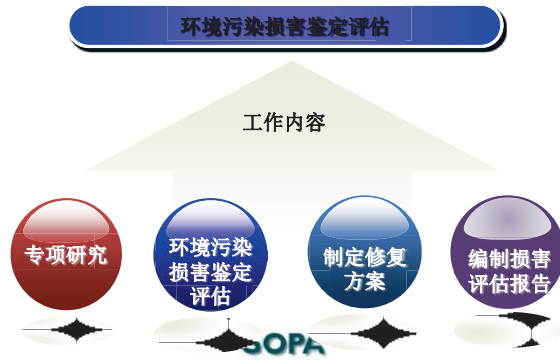 环境污染损害鉴定评估
工作内容
专项研究
环境污染
损害鉴定
评估
制定修复
方案
编制损害
评估报告
GOPA